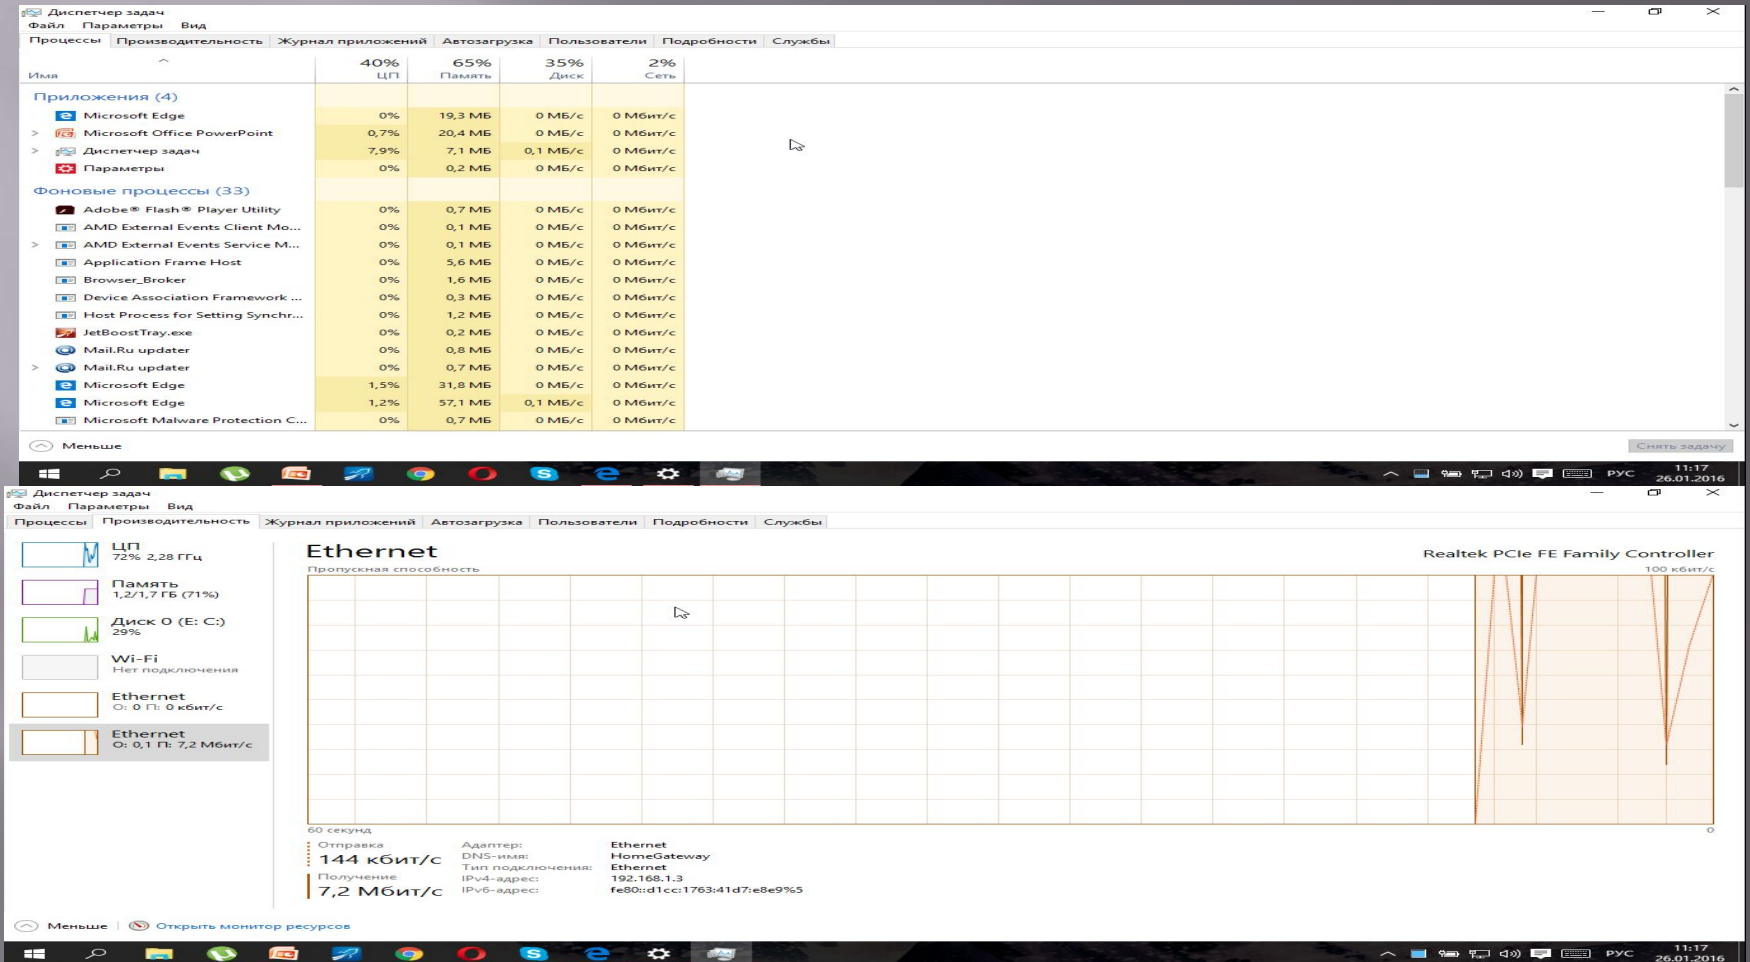 Диспетчер задач
Файл Параметры Вид
Процессы Производительность Журнал приложений Автозагрузка Пользователи Подробности Службы
40% 65% 35% 2%
Имя ЦП Память Диск Сеть
Приложения (4)
Microsoft Edge 0% 19,3 МБ 0 МБ/с 0 Мбит/с
Microsoft Office PowerPoint 0,7% 20,4 МБ 0 МБ/с 0 Мбит/с
Диспетчер задач 7,9% 7,1 МБ 0,1 МБ/с 0 Мбит/с
Параметры 0% 0,2 МБ 0 МБ/с 0 Мбит/с
Фоновые процессы (33)
Adobe® Flash® Player Utility 0% 0,7 МБ 0 МБ/с 0 Мбит/с
AMD External Events Client Mo... 0% 0,1 МБ 0 МБ/с 0 Мбит/с
AMD External Events Service M... 0% 0,1 МБ 0 МБ/с 0 Мбит/с
Application Frame Host 0% 5,6 МБ 0 МБ/с 0 Мбит/с
Browser_Broker 0% 1,6 МБ 0 МБ/с 0 Мбит/с
Device Association Framework ... 0% 0,3 МБ 0 МБ/с 0 Мбит/с
Host Process for Setting Synchr... 0% 1,2 МБ 0 МБ/с 0 Мбит/с
JetBoostTray.exe 0% 0,2 МБ 0 МБ/с 0 Мбит/с
Mail.Ru updater 0% 0,8 МБ 0 МБ/с 0 Мбит/с
Mail.Ru updater 0% 0,7 МБ 0 МБ/с 0 Мбит/с
Microsoft Edge 1,5% 31,8 МБ 0 МБ/с 0 Мбит/с
Microsoft Edge 1,2% 57,1 МБ 0,1 МБ/с 0 Мбит/с
Microsoft Malware Protection C... 0% 0,7 МБ 0 МБ/с 0 Мбит/с
Меньше Снять задачу
РУС 11:17
26.01.2016
Диспетчер задач
Файл Параметры Вид
Процессы Производительность Журнал приложений Автозагрузка Пользователи Подробности Службы
ЦП
72% 2,28 ГГц
Память
1,2/1,7 ГБ (71%)
Диск 0 (E: C:)
29%
Wi-Fi
Нет подключения
Ethernet
О: 0 П: 0 кбит/с
Ethernet
О: 0,1 П: 7,2 Мбит/с
Ethernet Realtek PCIe FE Family Controller
Пропускная способность 100 кбит/с
60 секунд 0
Отправка
144 кбит/с
Получение
7,2 Мбит/с
Адаптер: Ethernet
DNS-имя: HomeGateway
Тип подключения: Ethernet
IPv4-адрес: 192.168.1.3
IPv6-адрес: fe80::d1cc:1763:41d7:e8e9%5
Меньше Открыть монитор ресурсов
РУС 11:17
26.01.2016